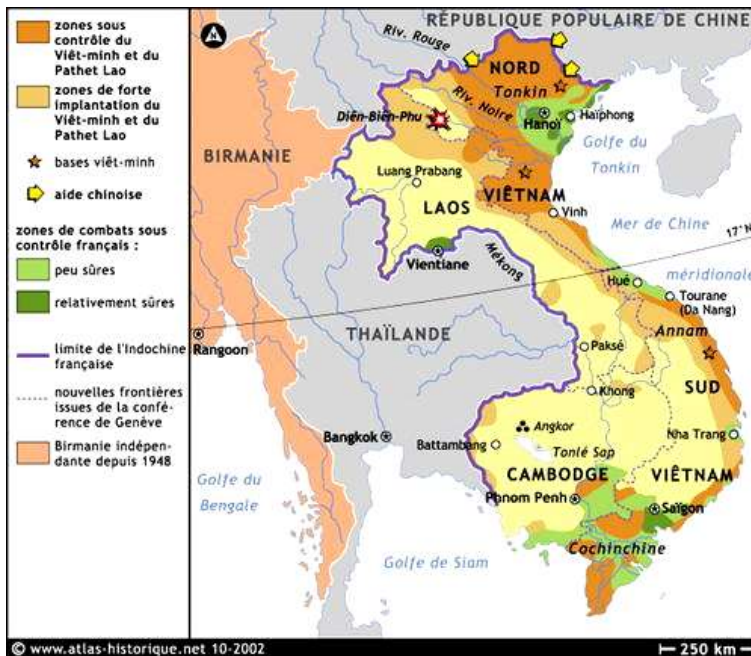 zones sous
contrôle du
Viêt-minh et du
Pathet Lao
zones de forte
implantation du
Viêt-minh et du
Pathet Lao
bases viêt-minh
aide chinoise
zones de combats sous
contrôle français :
peu sûres
relativement sûres
limite de l'Indochine
française
nouvelles frontières
issues de la confé-
rence de Genève
Birmanie indépen-
dante depuis 1948
N
RÉPUBLIQUE POPULAIRE DE CHINE
Riv. Rouge
NORD
Tonkin
Riv. Noire
Diên-Biên-Phu
Hanoï
Haïphong
Golfe du
Tonkin
BIRMANIE
Luang Prabang
VIÊTNAM
LAOS
Vinh
Mer de Chine
17°N
Vientiane
Mékong
méridionale
Hué
Tourane
(Da Nang)
THAÏLANDE
Annam
Rangoon
Paksé
SUD
Khong
Bangkok
Angkor
Battambang
Tonlé Sap
Nha Trang
CAMBODGE
VIÊTNAM
Golfe du
Bengale
Phnom Penh
Saïgon
Cochinchine
Golfe de Siam
© www.atlas-historique.net 10-2002
250 km